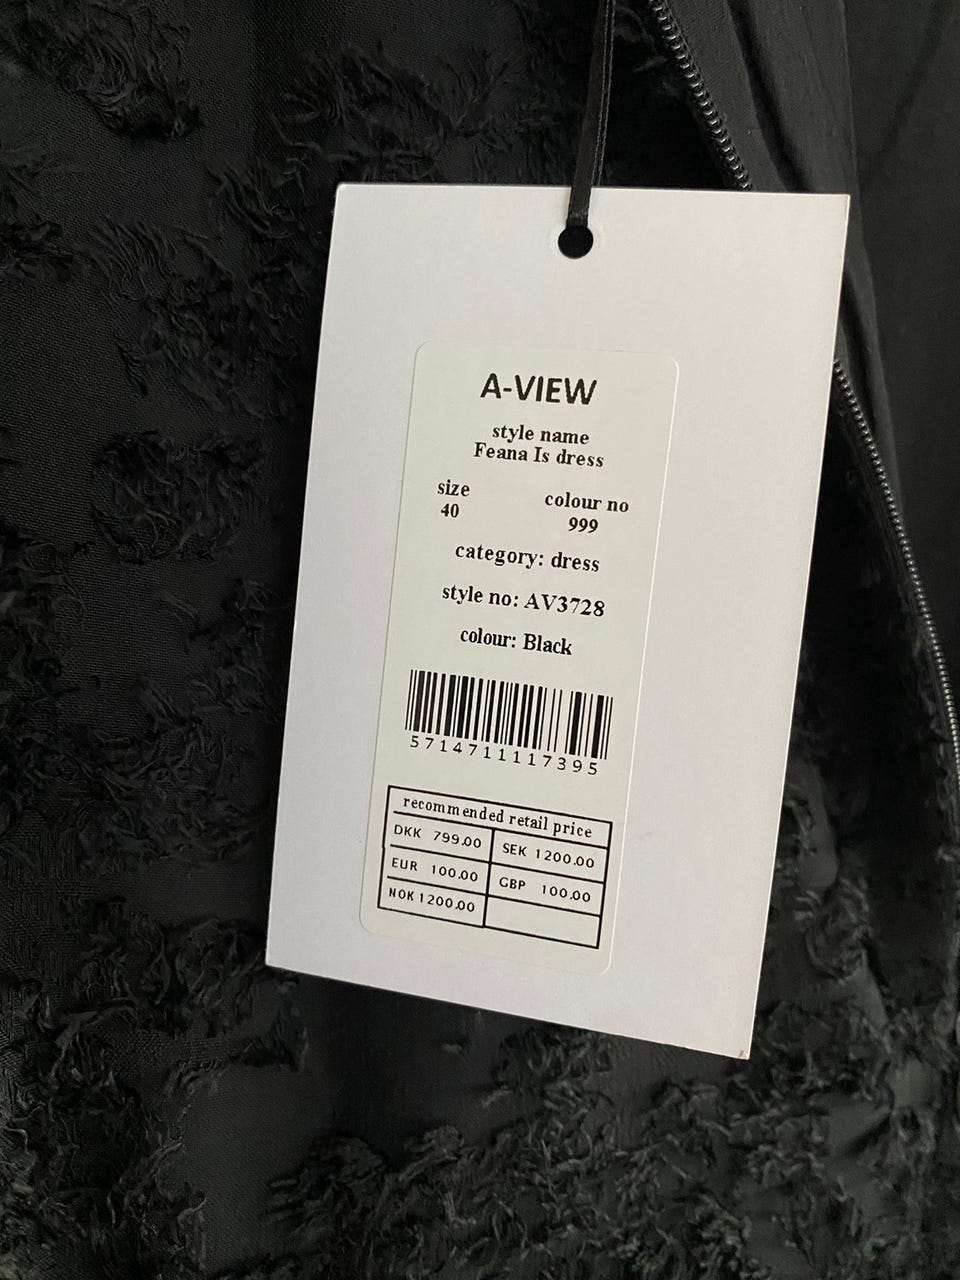 A-VIEW
style name
Feana Is dress
size colour no
40 999
category: dress
style no: AV3728
colour: Black
5714711117395
recommended retail price
DKK 799.00 SEK 1200.00
EUR 100.00 GBP 100.00
NOK 1200.00